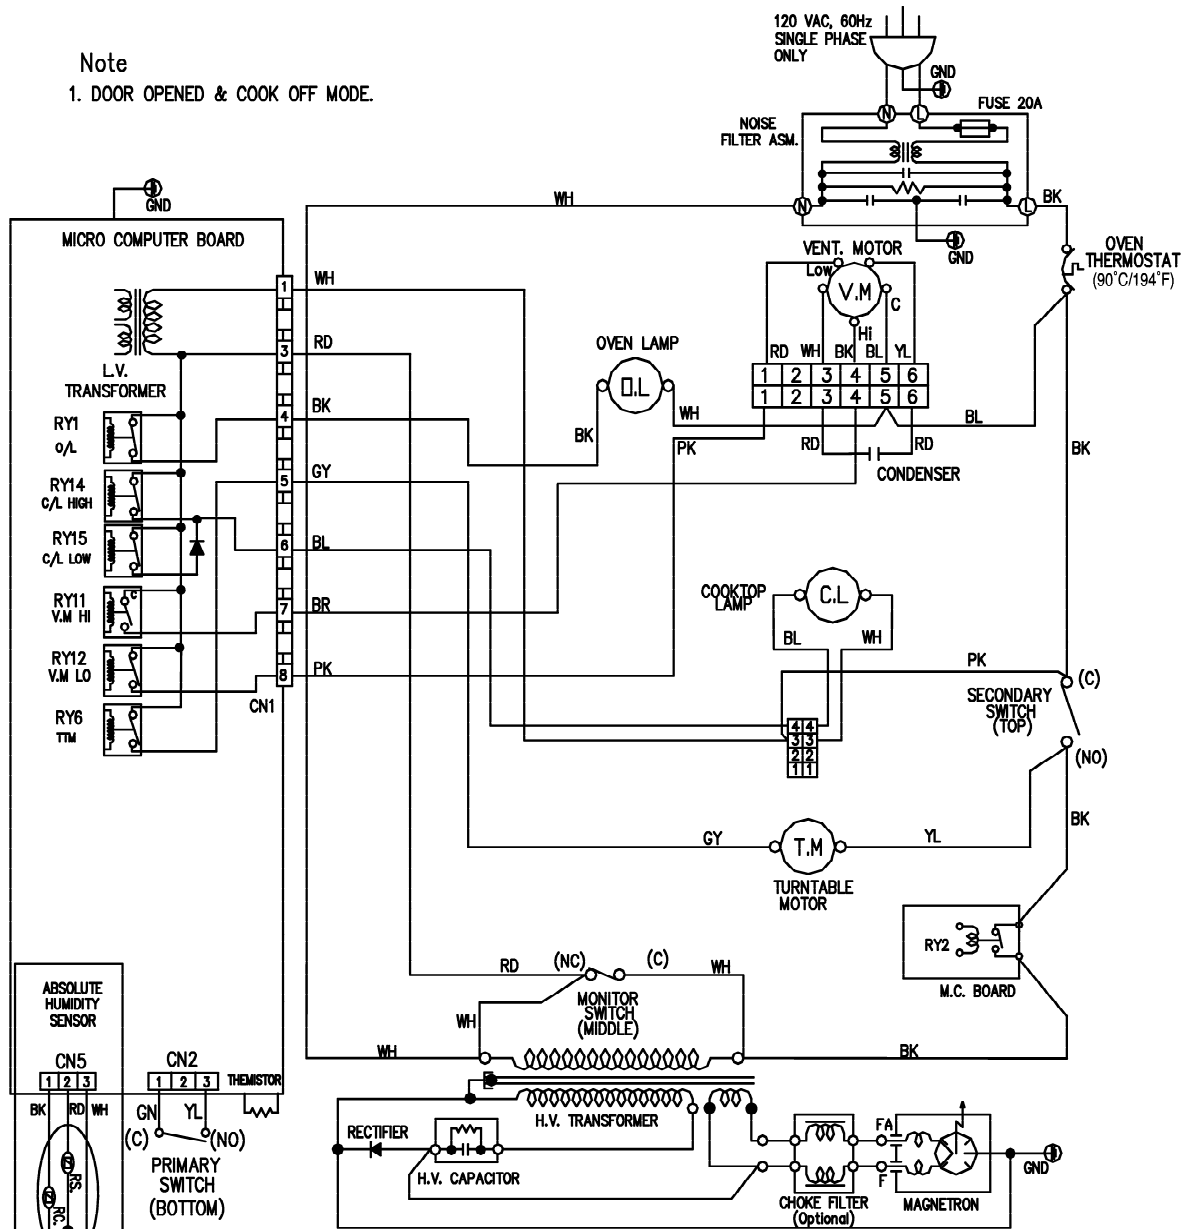 120 VAC, 60Hz
SINGLE PHASE
ONLY
Note
1. DOOR OPENED & COOK OFF MODE.
GND
N
L
FUSE 20A
NOISE
FILTER ASM.
GND
WH
N
L
BK
MICRO COMPUTER BOARD
GND
VENT. MOTOR
Low
V.M
C
Hi
OVEN
THERMOSTAT
(90°C/194°F)
1
WH
3
RD
OVEN LAMP
O.L
RD WH BK BL YL
1 2 3 4 5 6
1 2 3 4 5 6
L.V.
TRANSFORMER
RY1
O/L
4
BK
WH
BL
BK
PK
RD
RD
CONDENSER
BK
RY14
C/L HIGH
5
GY
RY15
C/L LOW
6
BL
RY11
V.M HI
C
7
BR
COOKTOP
LAMP
C.L
BL
WH
RY12
V.M LO
8
PK
CN1
PK
(C)
SECONDARY
SWITCH
(TOP)
(NO)
RY6
TTM
4 4
3 3
2 2
1 1
BK
GY
T.M
YL
TURNTABLE
MOTOR
RY2
M.C. BOARD
RD
(NC)
(C)
WH
MONITOR
SWITCH
(MIDDLE)
WH
WH
BK
ABSOLUTE
HUMIDITY
SENSOR
CN5
1 2 3
BK RD WH
RS.
RC.
CN2
1 2 3
THEMISTOR
GN YL
(C)
(NO)
PRIMARY
SWITCH
(BOTTOM)
H.V. TRANSFORMER
RECTIFIER
H.V. CAPACITOR
CHOKE FILTER
(Optional)
FA
F
MAGNETRON
GND